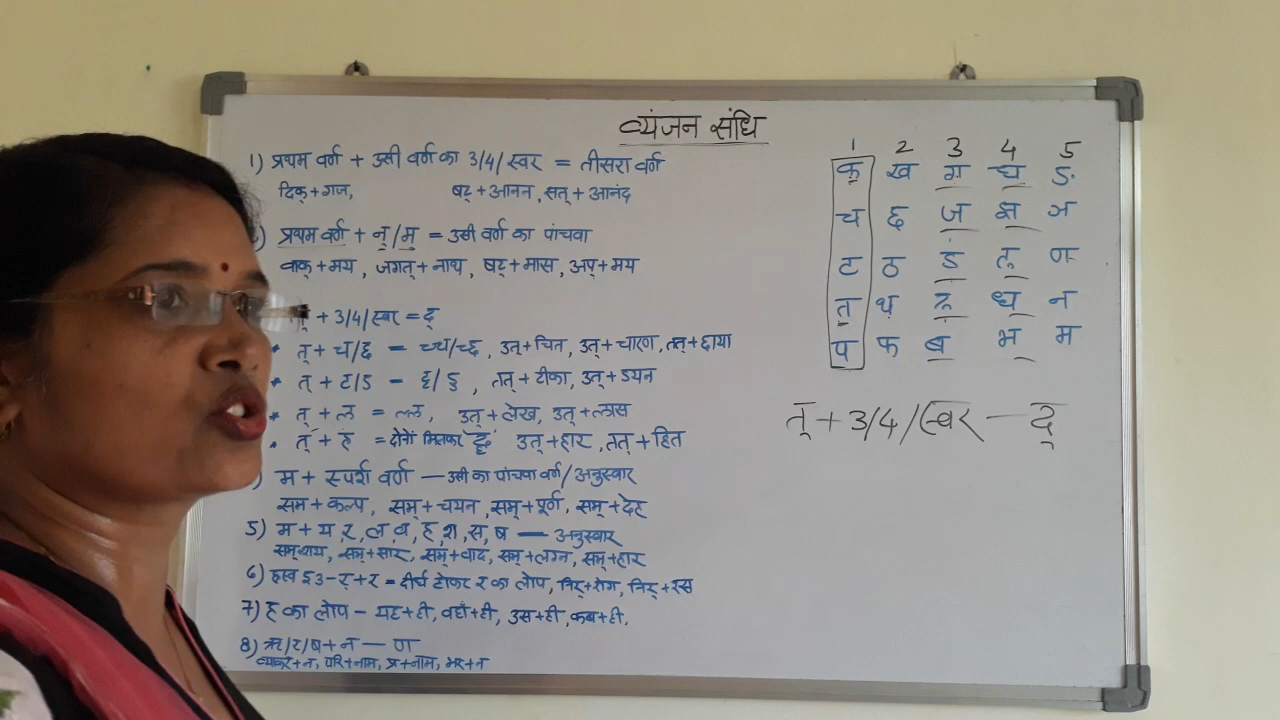 व्यंजन संधि
1) प्रथम वर्ण + उसी वर्ण का 3/4/स्वर = तीसरा वर्ण
दिक् + गज, षट् + आनन, सत् + आनंद
) प्रथम वर्ण + न्/म् = उसी वर्ण का पांचवा
वाक् + मय, जगत् + नाथ, षट् + मास, अप् + मय
त् + 3/4/स्वर = द्
* त् + च/छ = च्च/च्छ, उत् + चित, उत् + चारण, तत् + छाया
* त् + ट/ड - ट्ट/ड्ड, तत् + टीका, उत् + डयन
* त् + ल = ल्ल, उत् + लेख, उत् + लास
* त् + ह = दोनों मिलकर द्ध उत् + हार, तत् + हित
) म + स्पर्श वर्ण — उसी का पांचवा वर्ण/अनुस्वार
सम + कल्प, सम् + चयन, सम् + पूर्ण, सम् + देह
5) म + य, र, ल, व, ह, श, स, ष — अनुस्वार
सम् + सार, सम् + वाद, सम् + लग्न, सम् + हार
6) ह्रस्व इ उ - र् + र = दीर्घ होकर र का लोप, निर् + रोग, निर् + रस
7) ह का लोप - यह + ही, वहाँ + ही, उस + ही, कब + ही,
8) ऋ/र/ष + न — ण
परि + नाम, प्र + नाम, भर + न
1 2 3 4 5
क ख ग घ ङ
च छ ज झ ञ
ट ठ ड ढ ण
त थ द ध न
प फ ब भ म
त् + 3/4/स्वर — द्